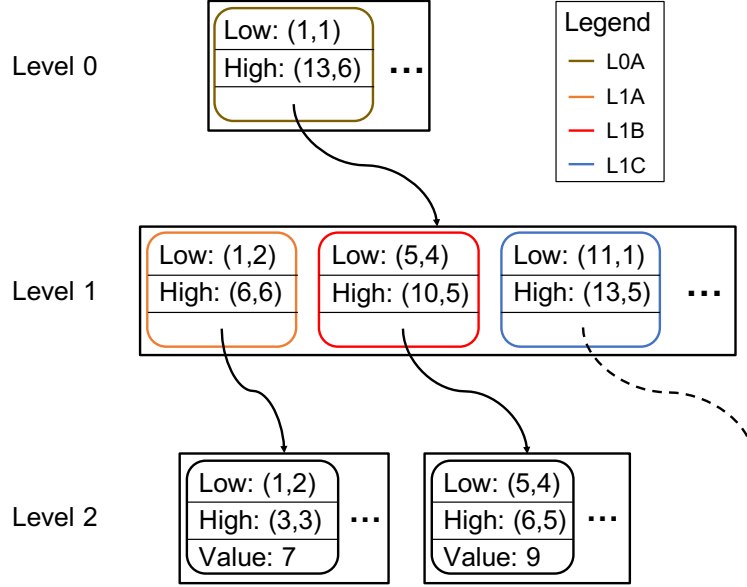 Level 0
Low: (1,1)
High: (13,6)
...
Legend
L0A
L1A
L1B
L1C
Level 1
Low: (1,2)
High: (6,6)
Low: (5,4)
High: (10,5)
Low: (11,1)
High: (13,5)
...
Level 2
Low: (1,2)
High: (3,3)
Value: 7
...
Low: (5,4)
High: (6,5)
Value: 9
...